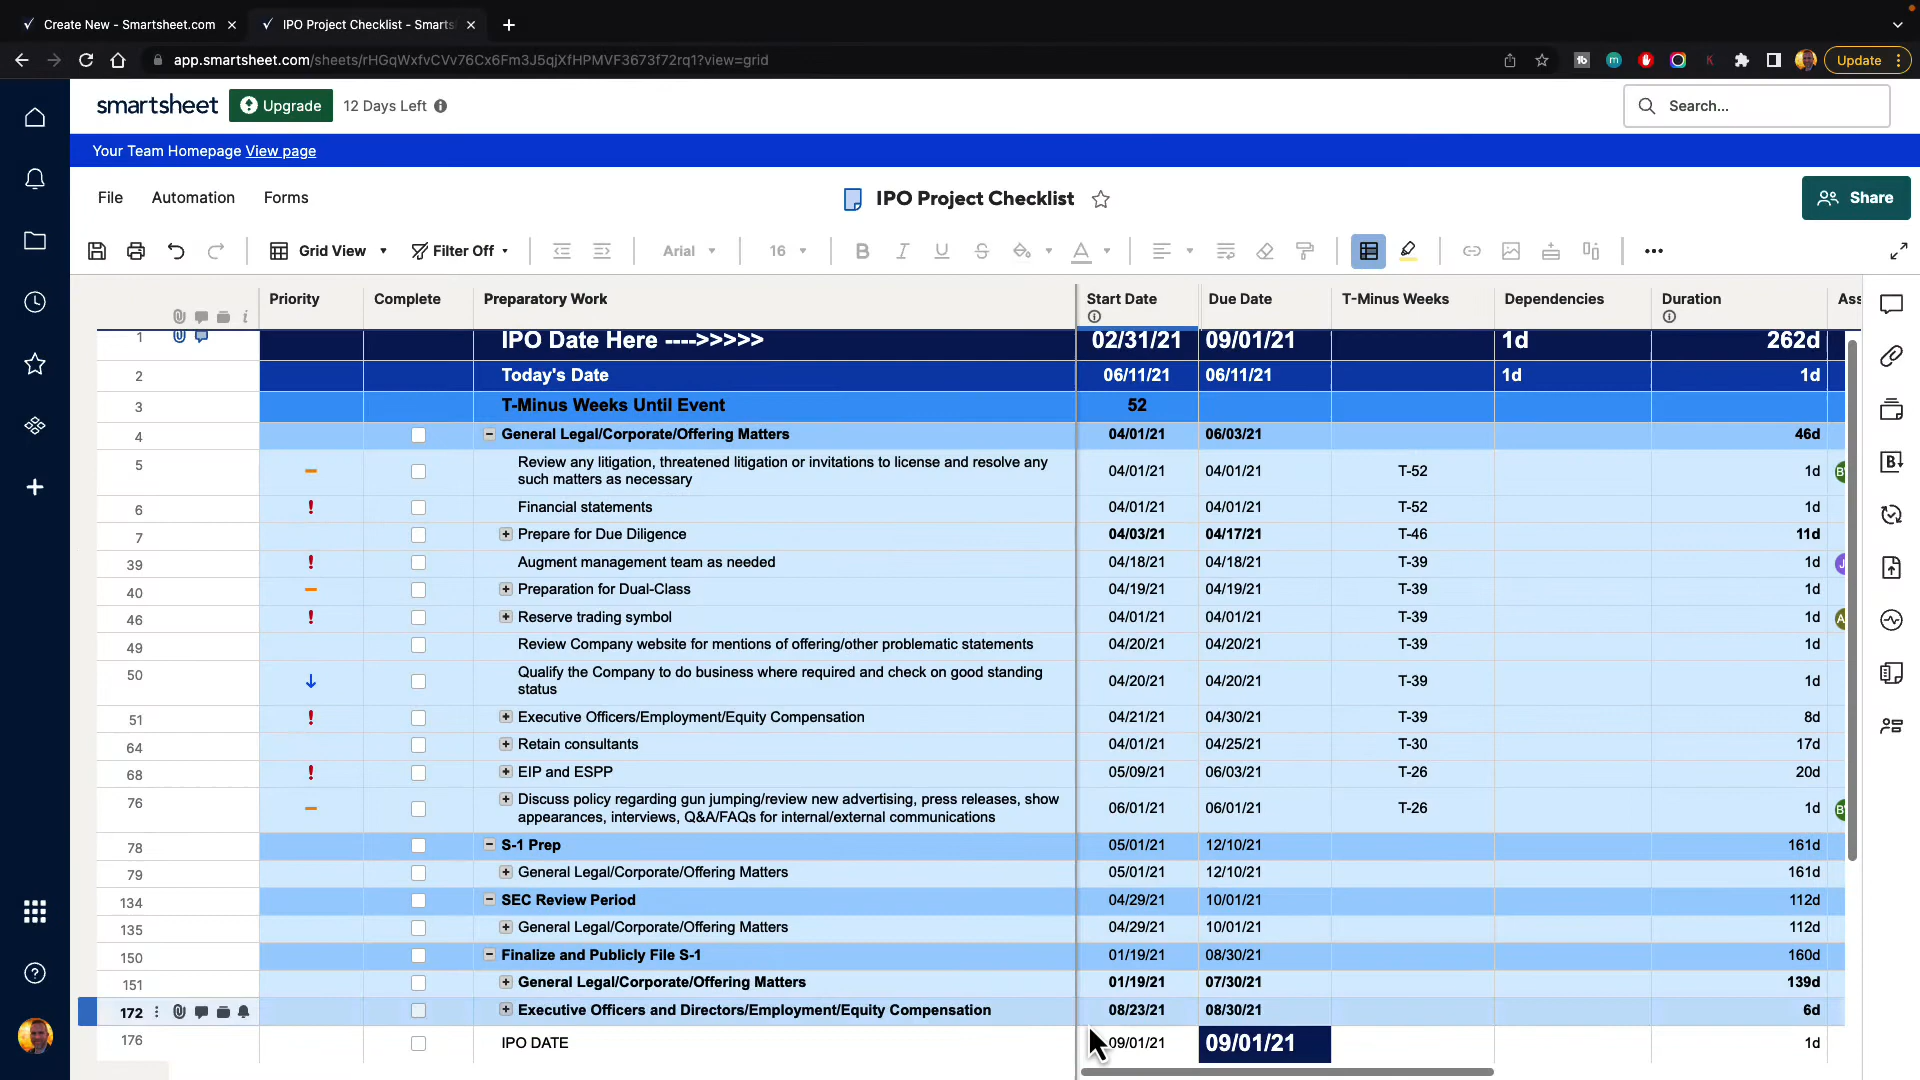 Create New - Smartsheet.com
IPO Project Checklist - Smarts
app.smartsheet.com/sheets/rHGqWxfvCVv76Cx6Fm3J5qjXfHPMVF3673f72rq1?view=grid
Update
smartsheet
Upgrade
12 Days Left
Search...
Your Team Homepage View page
File Automation Forms
IPO Project Checklist
Share
Grid View
Filter Off
Arial
16
Priority Complete Preparatory Work Start Date Due Date T-Minus Weeks Dependencies Duration Ass
1 IPO Date Here ---->>>>> 02/31/21 09/01/21 1d 262d
2 Today's Date 06/11/21 06/11/21 1d 1d
3 T-Minus Weeks Until Event 52
4 General Legal/Corporate/Offering Matters 04/01/21 06/03/21 46d
5 Review any litigation, threatened litigation or invitations to license and resolve any
such matters as necessary 04/01/21 04/01/21 T-52 1d
6 ! Financial statements 04/01/21 04/01/21 T-52 1d
7 Prepare for Due Diligence 04/03/21 04/17/21 T-46 11d
39 ! Augment management team as needed 04/18/21 04/18/21 T-39 1d J
40 Preparation for Dual-Class 04/19/21 04/19/21 T-39 1d
46 ! Reserve trading symbol 04/01/21 04/01/21 T-39 1d A
49 Review Company website for mentions of offering/other problematic statements 04/20/21 04/20/21 T-39 1d
50 Qualify the Company to do business where required and check on good standing
status 04/20/21 04/20/21 T-39 1d
51 ! Executive Officers/Employment/Equity Compensation 04/21/21 04/30/21 T-39 8d
64 Retain consultants 04/01/21 04/25/21 T-30 17d
68 ! EIP and ESPP 05/09/21 06/03/21 T-26 20d
76 Discuss policy regarding gun jumping/review new advertising, press releases, show
appearances, interviews, Q&A/FAQs for internal/external communications 06/01/21 06/01/21 T-26 1d
78 S-1 Prep 05/01/21 12/10/21 161d
79 General Legal/Corporate/Offering Matters 05/01/21 12/10/21 161d
134 SEC Review Period 04/29/21 10/01/21 112d
135 General Legal/Corporate/Offering Matters 04/29/21 10/01/21 112d
150 Finalize and Publicly File S-1 01/19/21 08/30/21 160d
151 General Legal/Corporate/Offering Matters 01/19/21 07/30/21 139d
172 Executive Officers and Directors/Employment/Equity Compensation 08/23/21 08/30/21 6d
176 IPO DATE 09/01/21 09/01/21 1d